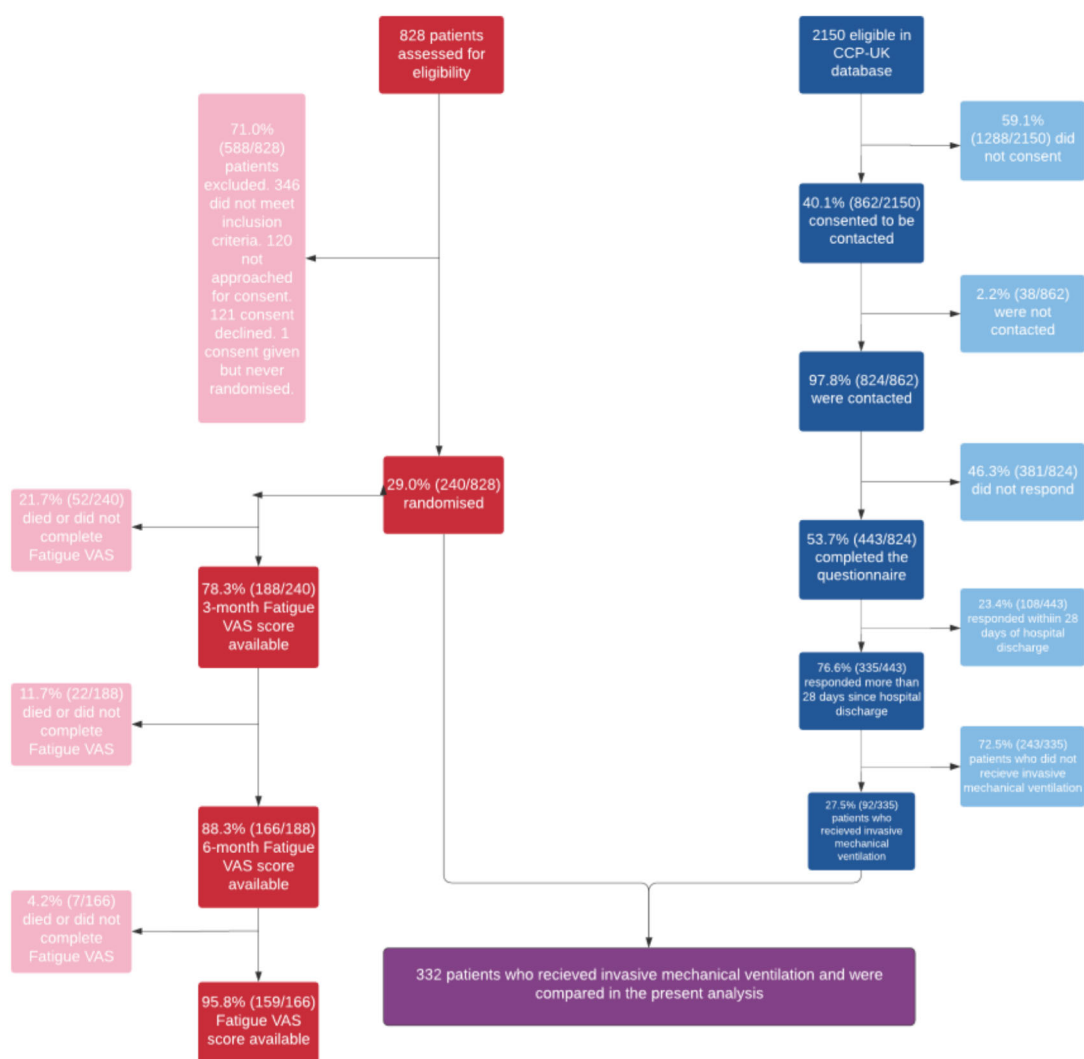 828 patients
assessed for
eligibility
71.0%
(588/828)
patients
excluded. 346
did not meet
inclusion
criteria. 120
not
approached
for consent.
121 consent
declined. 1
consent given
but never
randomised.
29.0% (240/828)
randomised
21.7% (52/240)
died or did not
complete
Fatigue VAS
78.3% (188/240)
3-month Fatigue
VAS score
available
11.7% (22/188)
died or did not
complete
Fatigue VAS
88.3% (166/188)
6-month Fatigue
VAS score
available
4.2% (7/166)
died or did not
complete
Fatigue VAS
95.8% (159/166)
Fatigue VAS
score available
2150 eligible in
CCP-UK
database
59.1%
(1288/2150) did
not consent
40.1% (862/2150)
consented to be
contacted
2.2% (38/862)
were not
contacted
97.8% (824/862)
were contacted
46.3% (381/824)
did not respond
53.7% (443/824)
completed the
questionnaire
23.4% (108/443)
responded withiin 28
days of hospital
discharge
76.6% (335/443)
responded more than
28 days since hospital
discharge
72.5% (243/335)
patients who did not
recieve invasive
mechanical ventilation
27.5% (92/335)
patients who
recieved invasive
mechanical
ventilation
332 patients who recieved invasive mechanical ventilation and were
compared in the present analysis